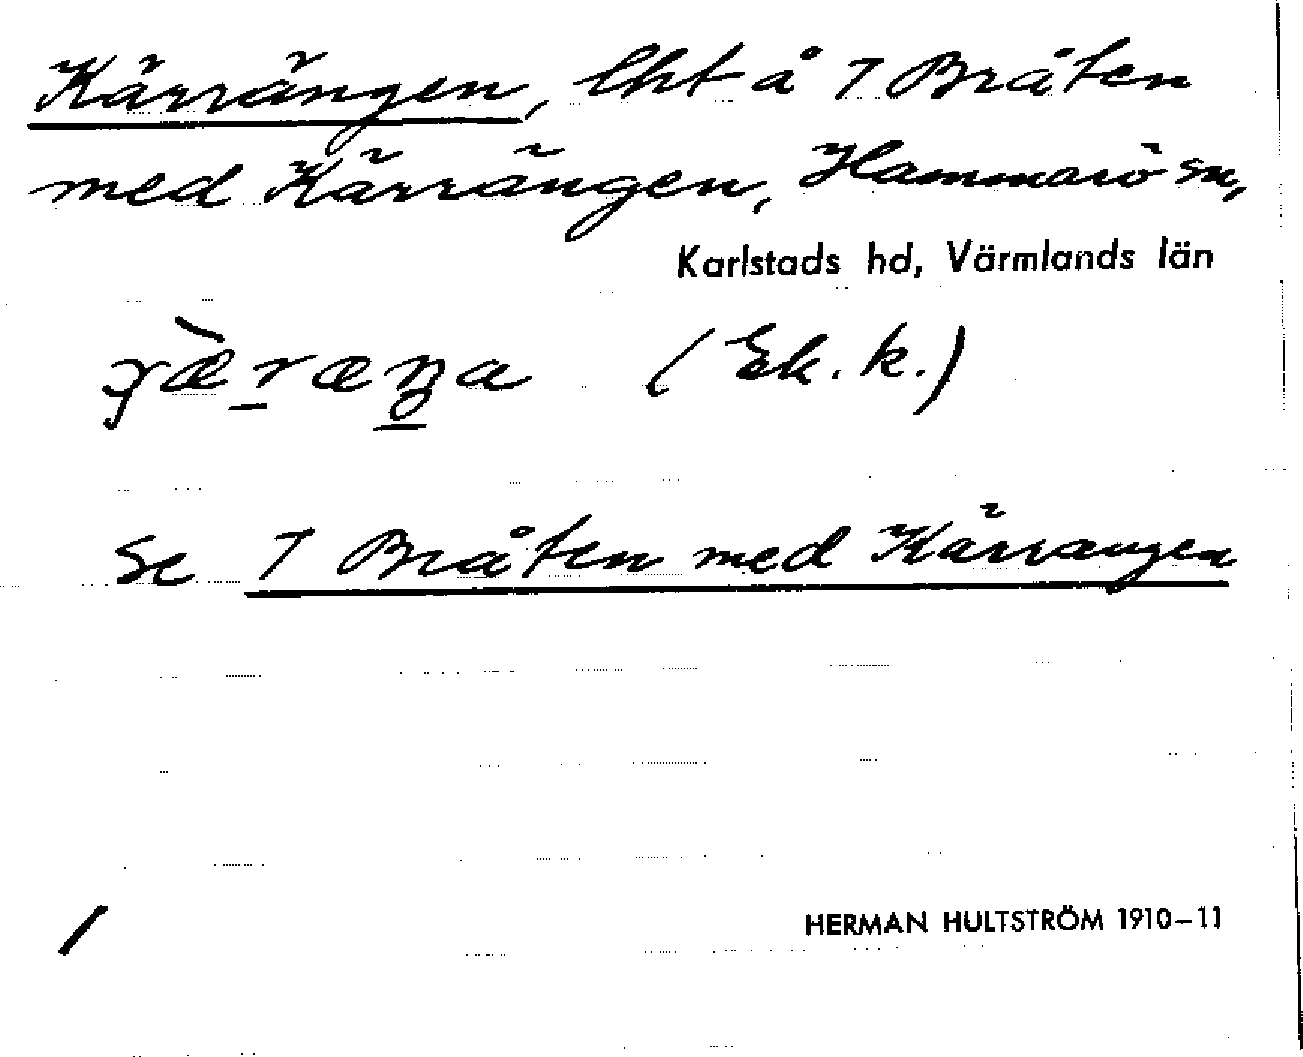 Kärrängen, lht å 7 Bråten
med Kärrängen, Hammarö sn,
Karlstads hd, Värmlands län
(Ek. k.)
Se 7 Bråten med Kärrängen
HERMAN HULTSTRÖM 1910–11